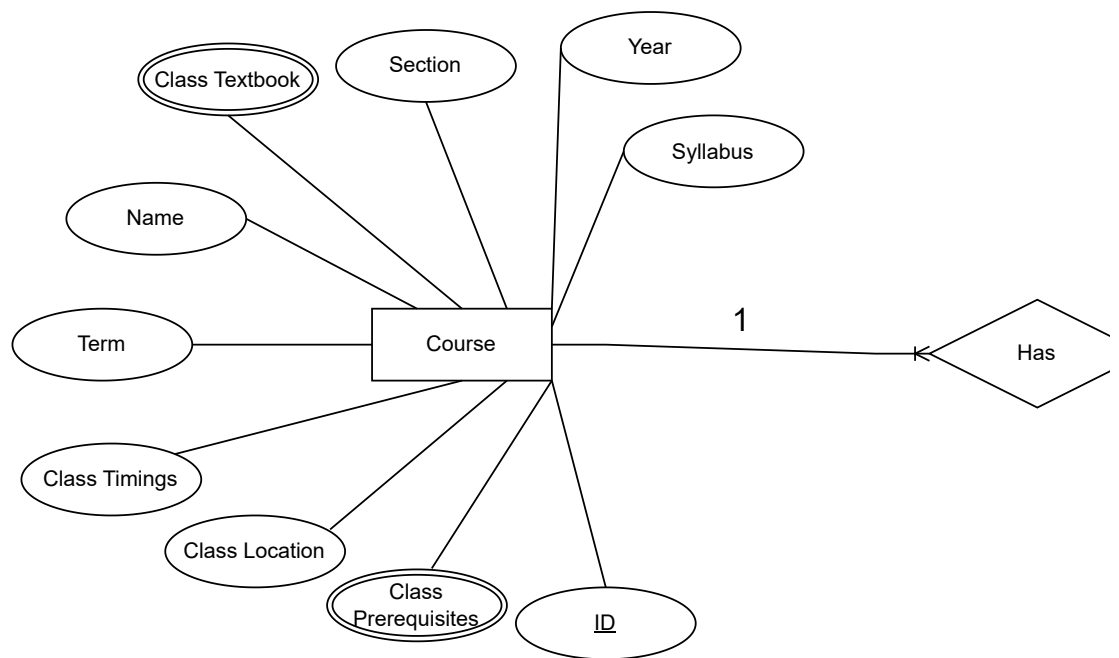 Year
Section
Class Textbook
Syllabus
Name
1
Term
Course
Has
Class Timings
Class Location
Class
Prerequisites
ID